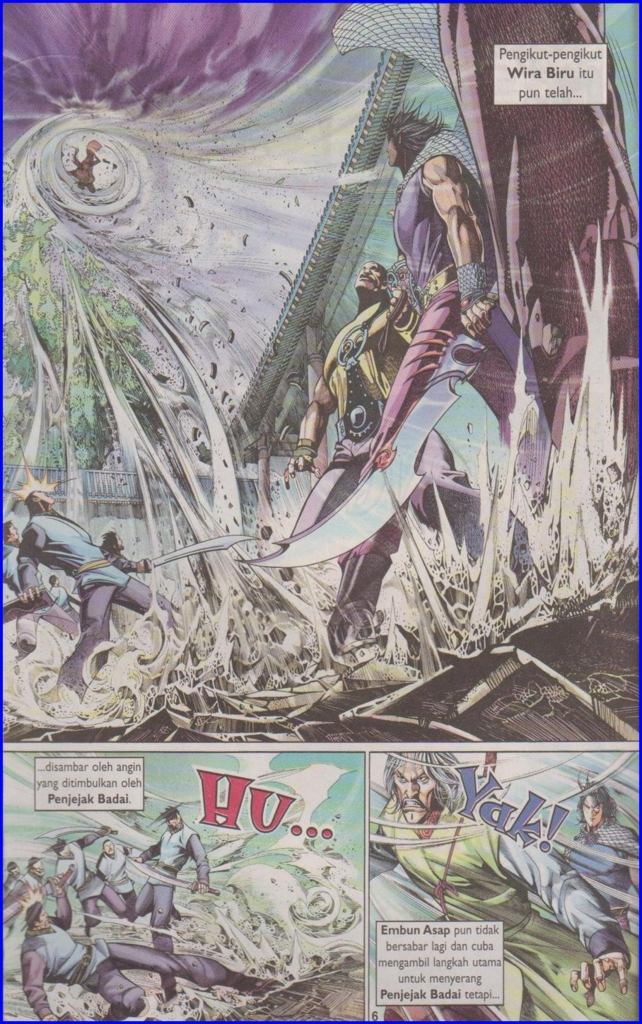 Pengikut-pengikut
Wira Biru itu
pun telah...
...disambar oleh angin
yang ditimbulkan oleh
Penjejak Badai.
HU...
Yak!
Embun Asap pun tidak
bersabar lagi dan cuba
mengambil langkah utama
untuk menyerang
Penjejak Badai tetapi...
6